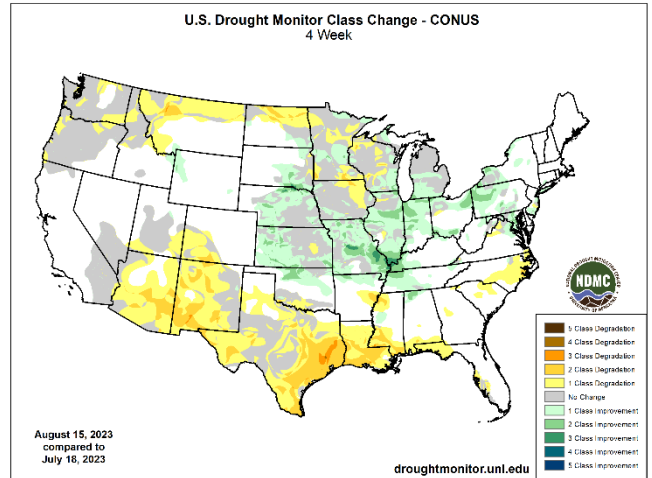 U.S. Drought Monitor Class Change - CONUS
4 Week
NDMC
5 Class Degradation
4 Class Degradation
3 Class Degradation
2 Class Degradation
1 Class Degradation
No Change
1 Class Improvement
2 Class Improvement
3 Class Improvement
4 Class Improvement
5 Class Improvement
August 15, 2023
compared to
July 18, 2023
droughtmonitor.unl.edu